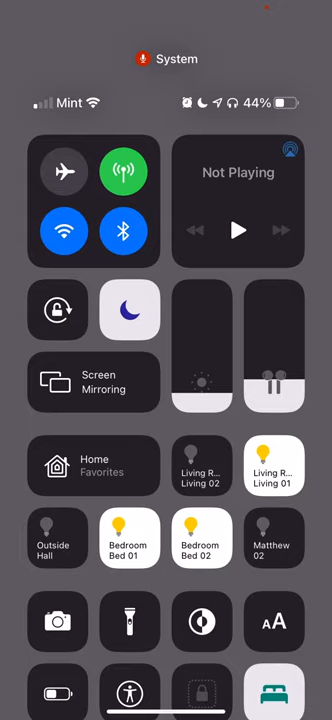 System
Mint
44%
Not Playing
Screen
Mirroring
Home
Favorites
Living R...
Living 02
Living R...
Living 01
Outside
Hall
Bedroom
Bed 01
Bedroom
Bed 02
Matthew
02
AA